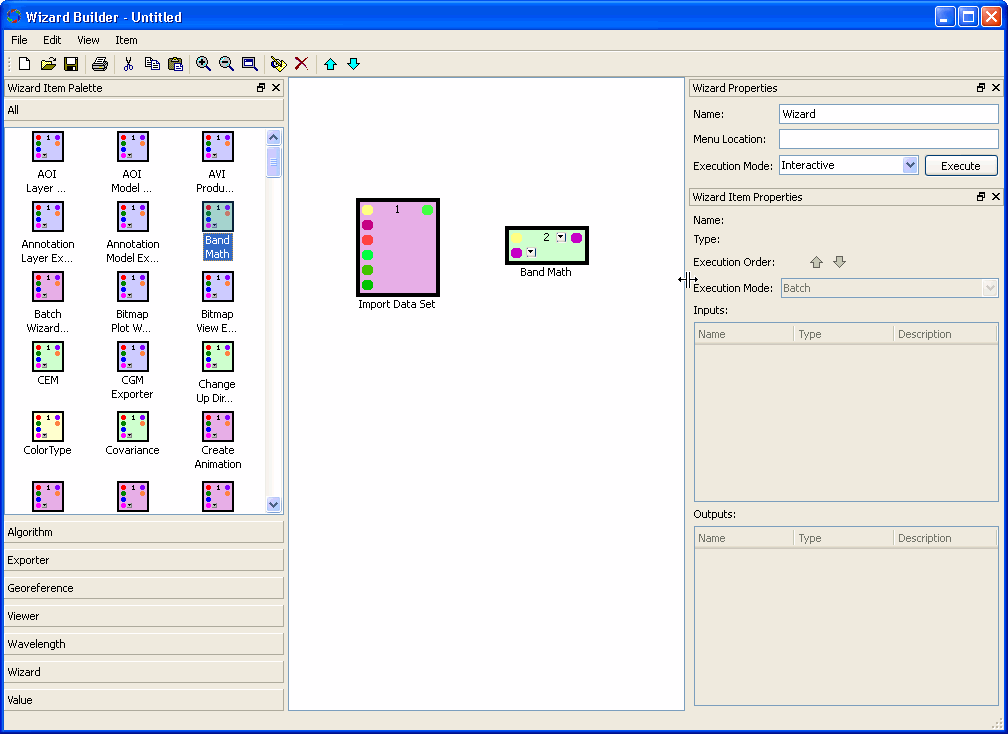 Wizard Builder - Untitled
File Edit View Item
Wizard Item Palette
All
AOI Layer ...
AOI Model ...
AVI Produ...
Annotation Layer Ex...
Annotation Model Ex...
Band Math
Batch Wizard...
Bitmap Plot W...
Bitmap View E...
CEM
CGM Exporter
Change Up Dir...
ColorType
Covariance
Create Animation
Algorithm
Exporter
Georeference
Viewer
Wavelength
Wizard
Value
1
Import Data Set
2
Band Math
Wizard Properties
Name: Wizard
Menu Location:
Execution Mode: Interactive Execute
Wizard Item Properties
Name:
Type:
Execution Order:
Execution Mode: Batch
Inputs:
Name Type Description
Outputs:
Name Type Description